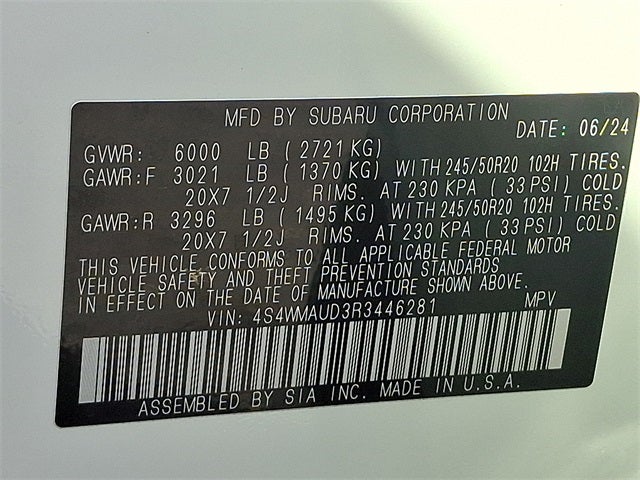 MFD BY SUBARU CORPORATION
DATE: 06/24
GVWR: 6000 LB ( 2721 KG)
GAWR:F 3021 LB ( 1370 KG) WITH 245/50R20 102H TIRES.
20X7 1/2J RIMS. AT 230 KPA ( 33 PSI) COLD
GAWR:R 3296 LB ( 1495 KG) WITH 245/50R20 102H TIRES.
20X7 1/2J RIMS. AT 230 KPA ( 33 PSI) COLD
THIS VEHICLE CONFORMS TO ALL APPLICABLE FEDERAL MOTOR
VEHICLE SAFETY AND THEFT PREVENTION STANDARDS
IN EFFECT ON THE DATE OF MANUFACTURE SHOWN ABOVE.
VIN: 4S4WMAUD3R3446281 MPV
ASSEMBLED BY SIA INC. MADE IN U.S.A.